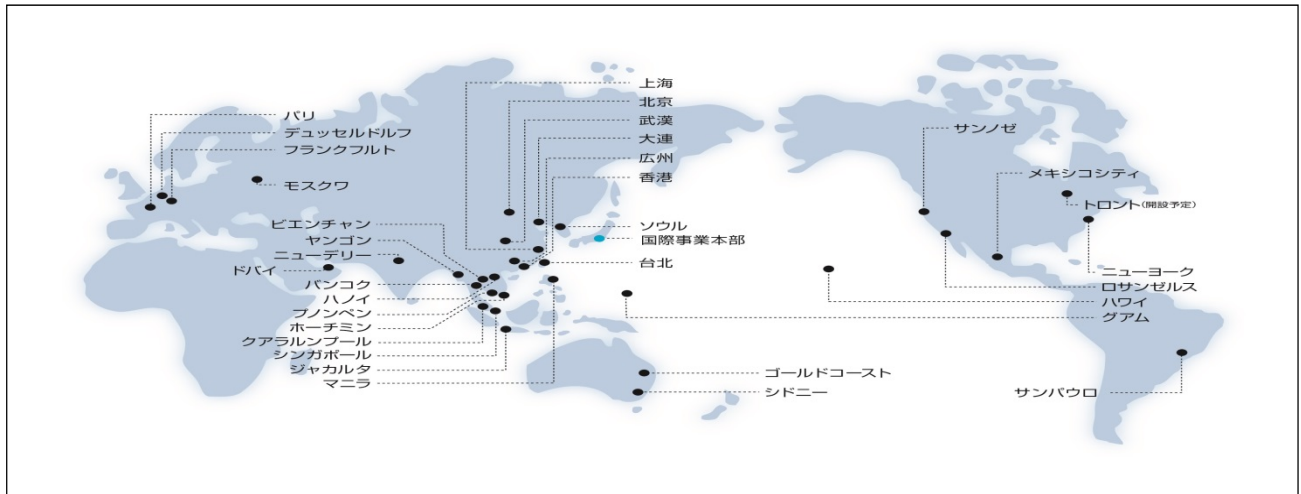 パリ
デュッセルドルフ
フランクフルト
モスクワ
ビエンチャン
ヤンゴン
ニューデリー
ドバイ
バンコク
ハノイ
プノンペン
ホーチミン
クアラルンプール
シンガポール
ジャカルタ
マニラ
上海
北京
武漢
大連
広州
香港
ソウル
国際事業本部
台北
ゴールドコースト
シドニー
サンノゼ
メキシコシティ
トロント(開設予定)
ニューヨーク
ロサンゼルス
ハワイ
グアム
サンパウロ